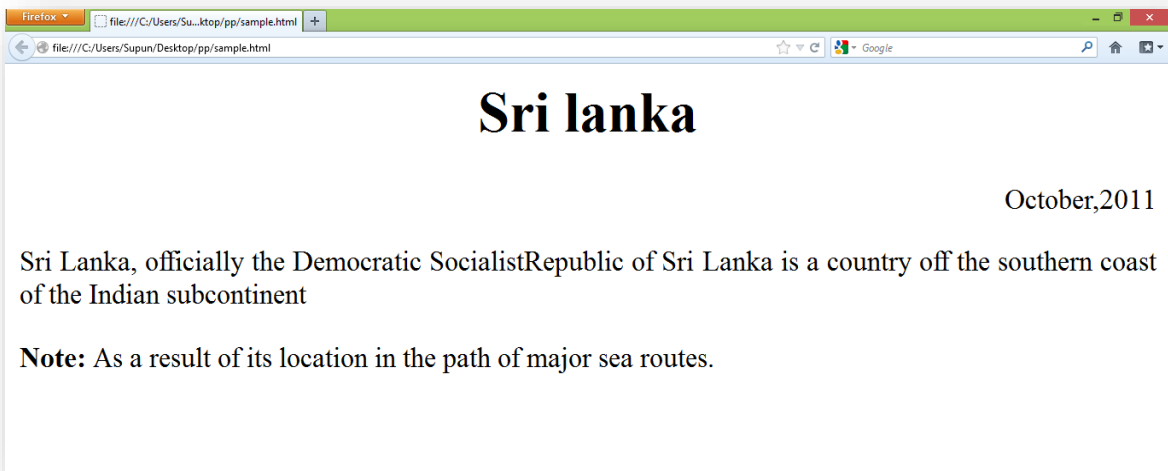 Firefox
file:///C:/Users/Su...ktop/pp/sample.html
file:///C:/Users/Supun/Desktop/pp/sample.html
Google
Sri lanka
October,2011
Sri Lanka, officially the Democratic SocialistRepublic of Sri Lanka is a country off the southern coast
of the Indian subcontinent
Note: As a result of its location in the path of major sea routes.